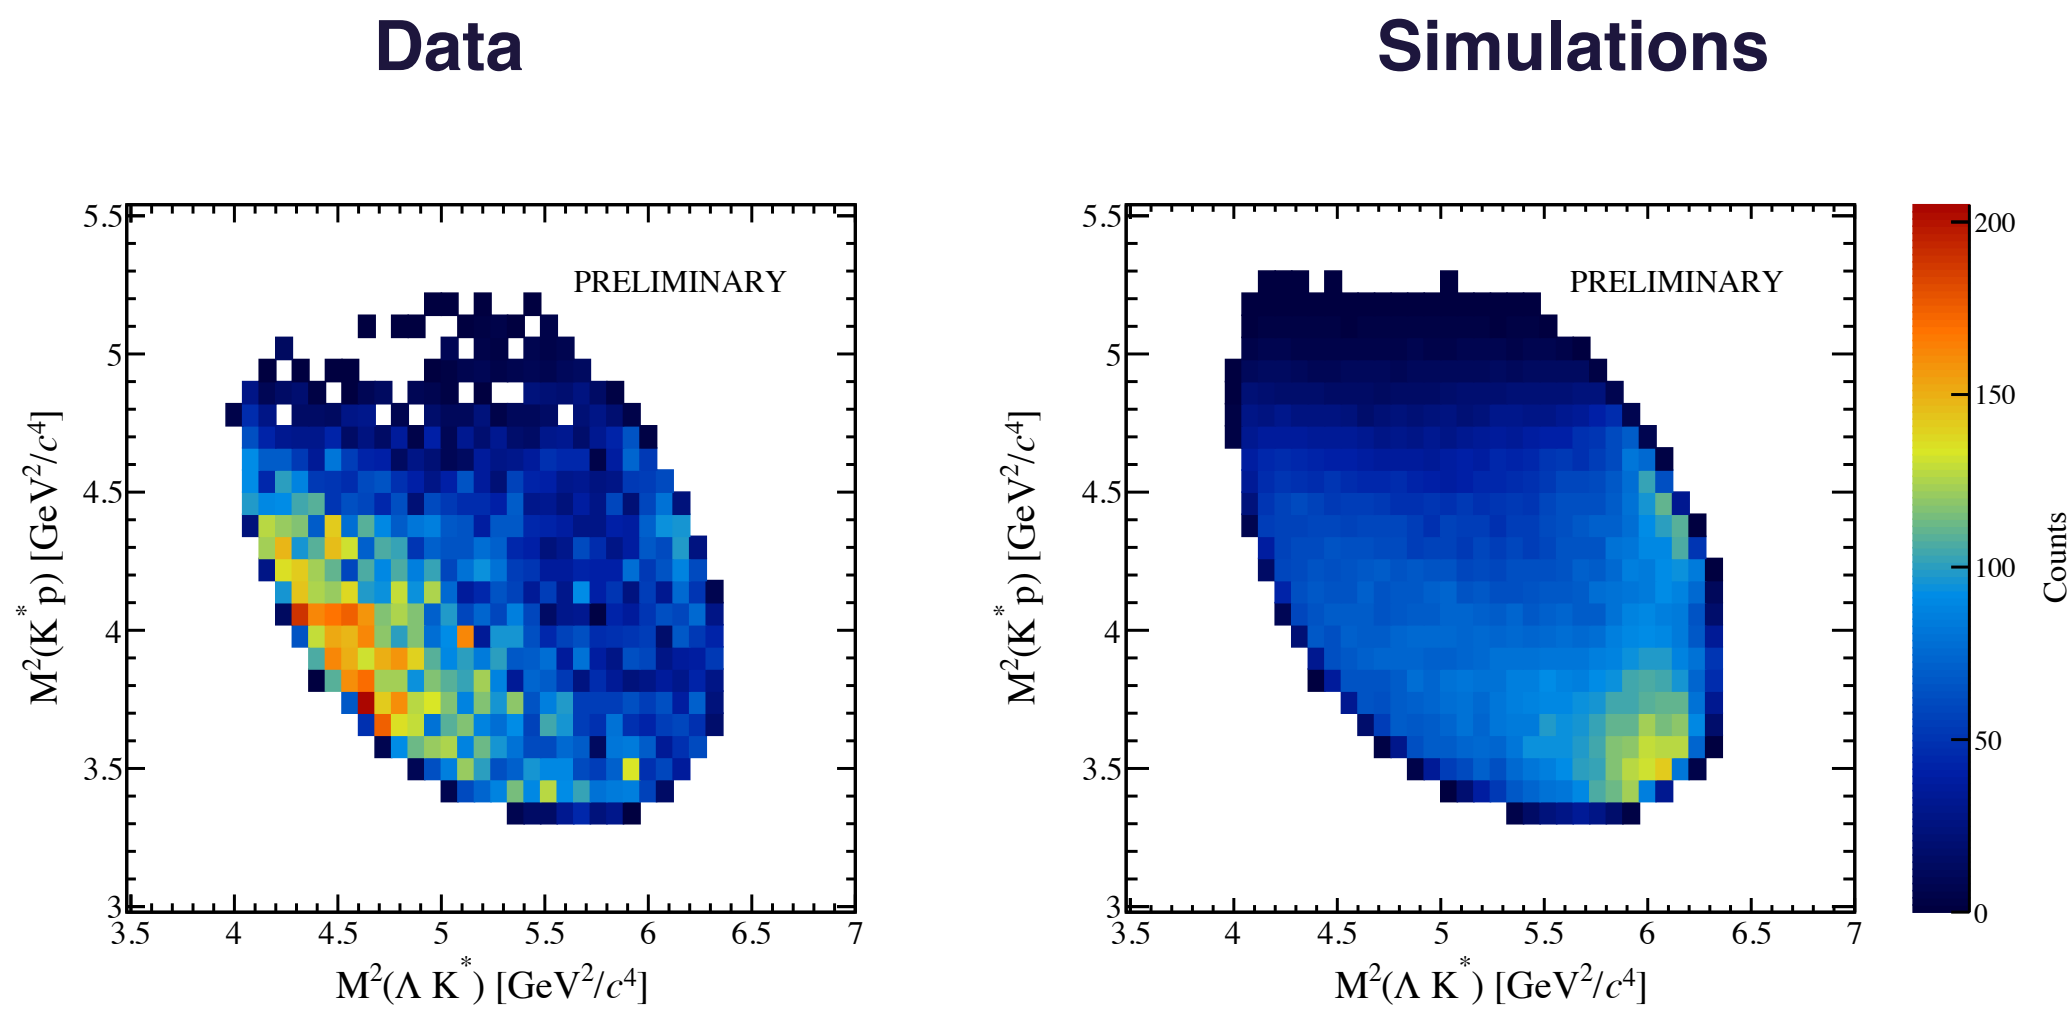 Data
Simulations
PRELIMINARY
5.5
5
4.5
4
3.5
3
M²(K* p) [GeV²/c⁴]
3.5 4 4.5 5 5.5 6 6.5 7
M²(Λ K*) [GeV²/c⁴]
PRELIMINARY
5.5
5
4.5
4
3.5
3
M²(K* p) [GeV²/c⁴]
3.5 4 4.5 5 5.5 6 6.5 7
M²(Λ K*) [GeV²/c⁴]
200
150
100
50
0
Counts